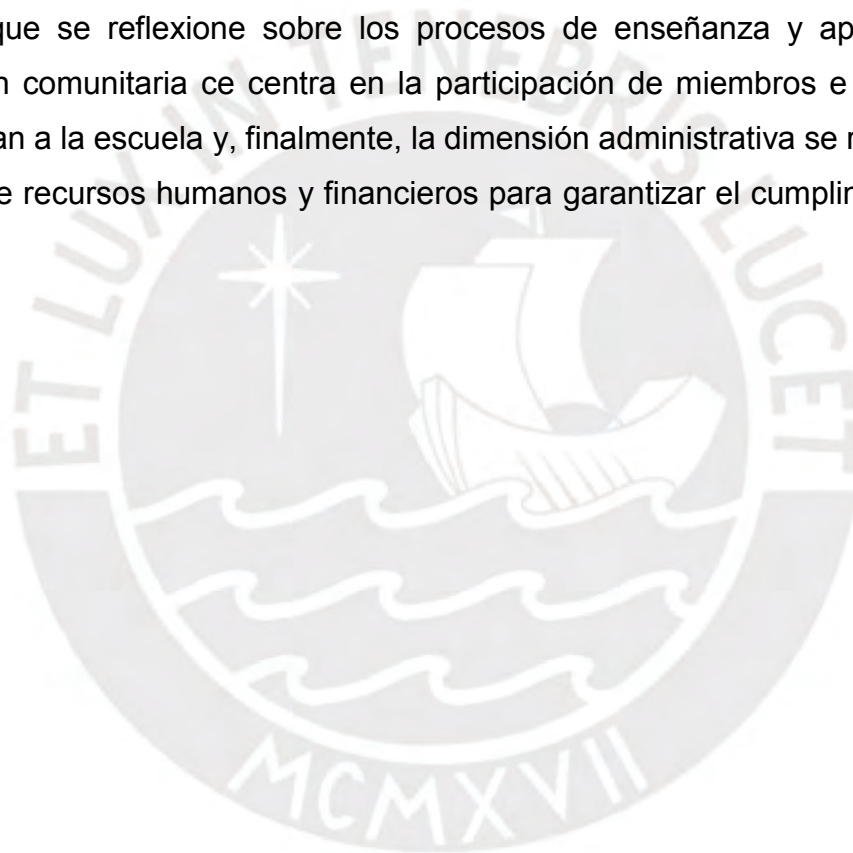 que se reflexione sobre los procesos de enseñanza y ap
n comunitaria ce centra en la participación de miembros e
an a la escuela y, finalmente, la dimensión administrativa se r
e recursos humanos y financieros para garantizar el cumplin
ET LUX IN TENEBRIS LUCET
MCMXVII